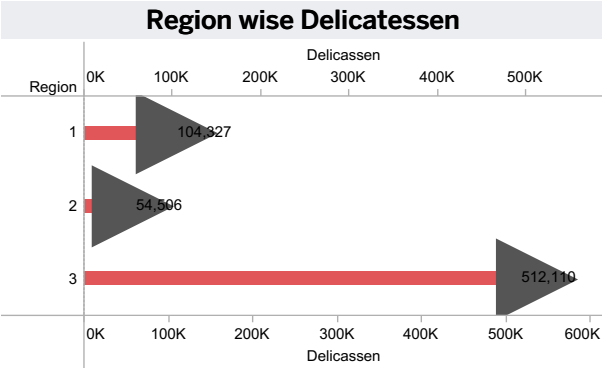 Region wise Delicatessen
Delicassen
Region
0K 100K 200K 300K 400K 500K
1 104,327
2 54,506
3 512,110
0K 100K 200K 300K 400K 500K 600K
Delicassen